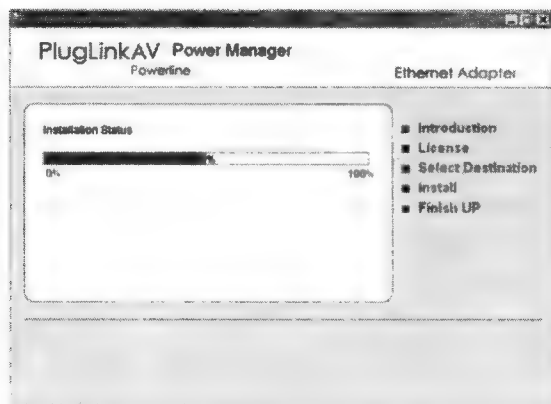 PlugLinkAV Power Manager
Powerline
Ethernet Adapter
Installation Status
0% 100%
Introduction
License
Select Destination
Install
Finish UP